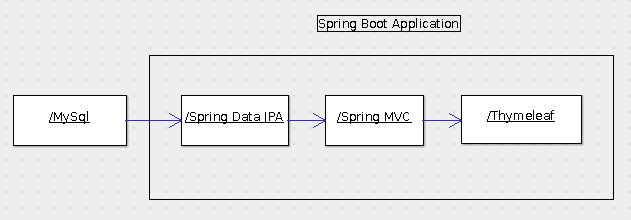 Spring Boot Application
/MySql
/Spring Data JPA
/Spring MVC
/Thymeleaf